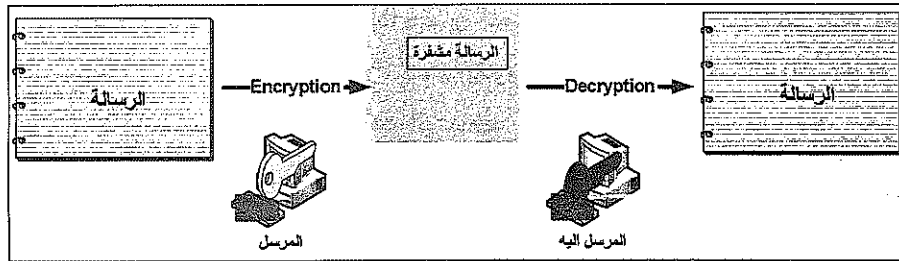 الرسالة مشفرة
الرسالة
Encryption
Decryption
الرسالة
المرسل
المرسل اليه